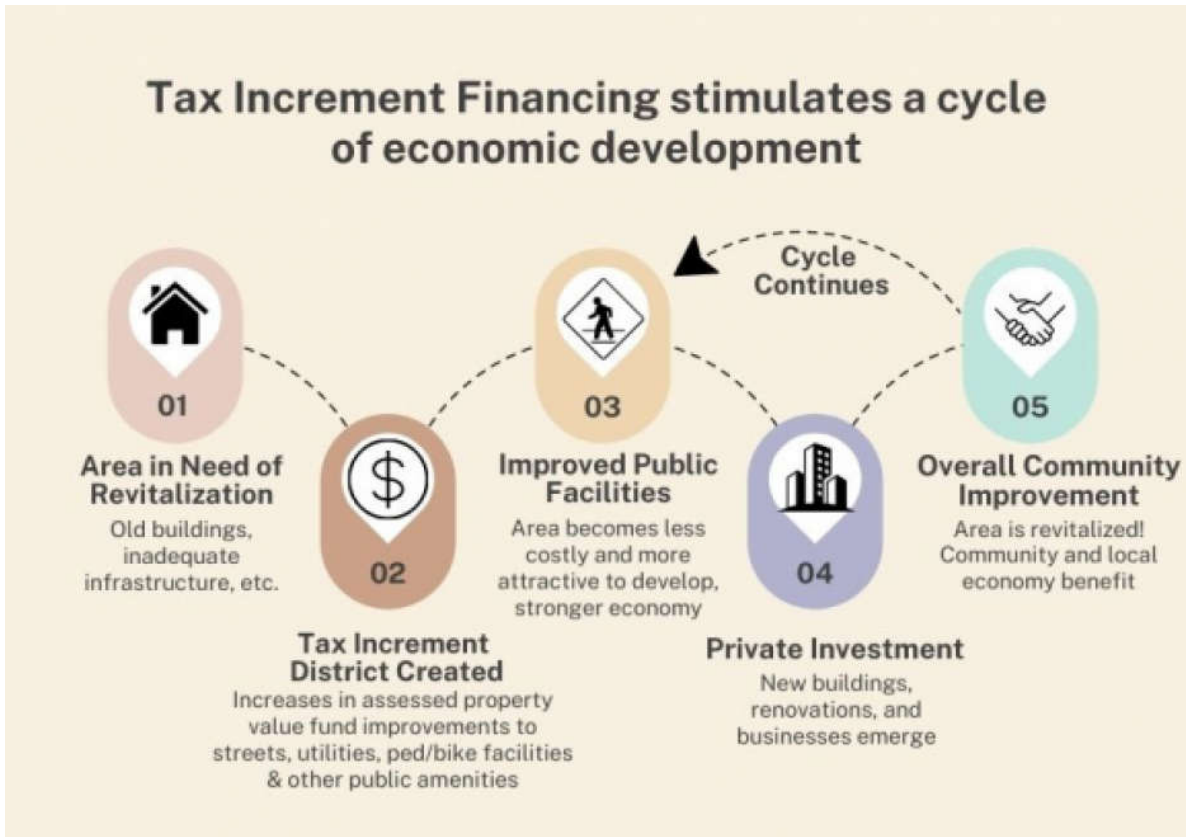 Tax Increment Financing stimulates a cycle
of economic development
Cycle
Continues
01
Area in Need of
Revitalization
Old buildings,
inadequate
infrastructure, etc.
02
Tax Increment
District Created
Increases in assessed property
value fund improvements to
streets, utilities, ped/bike facilities
& other public amenities
03
Improved Public
Facilities
Area becomes less
costly and more
attractive to develop,
stronger economy
04
Private Investment
New buildings,
renovations, and
businesses emerge
05
Overall Community
Improvement
Area is revitalized!
Community and local
economy benefit